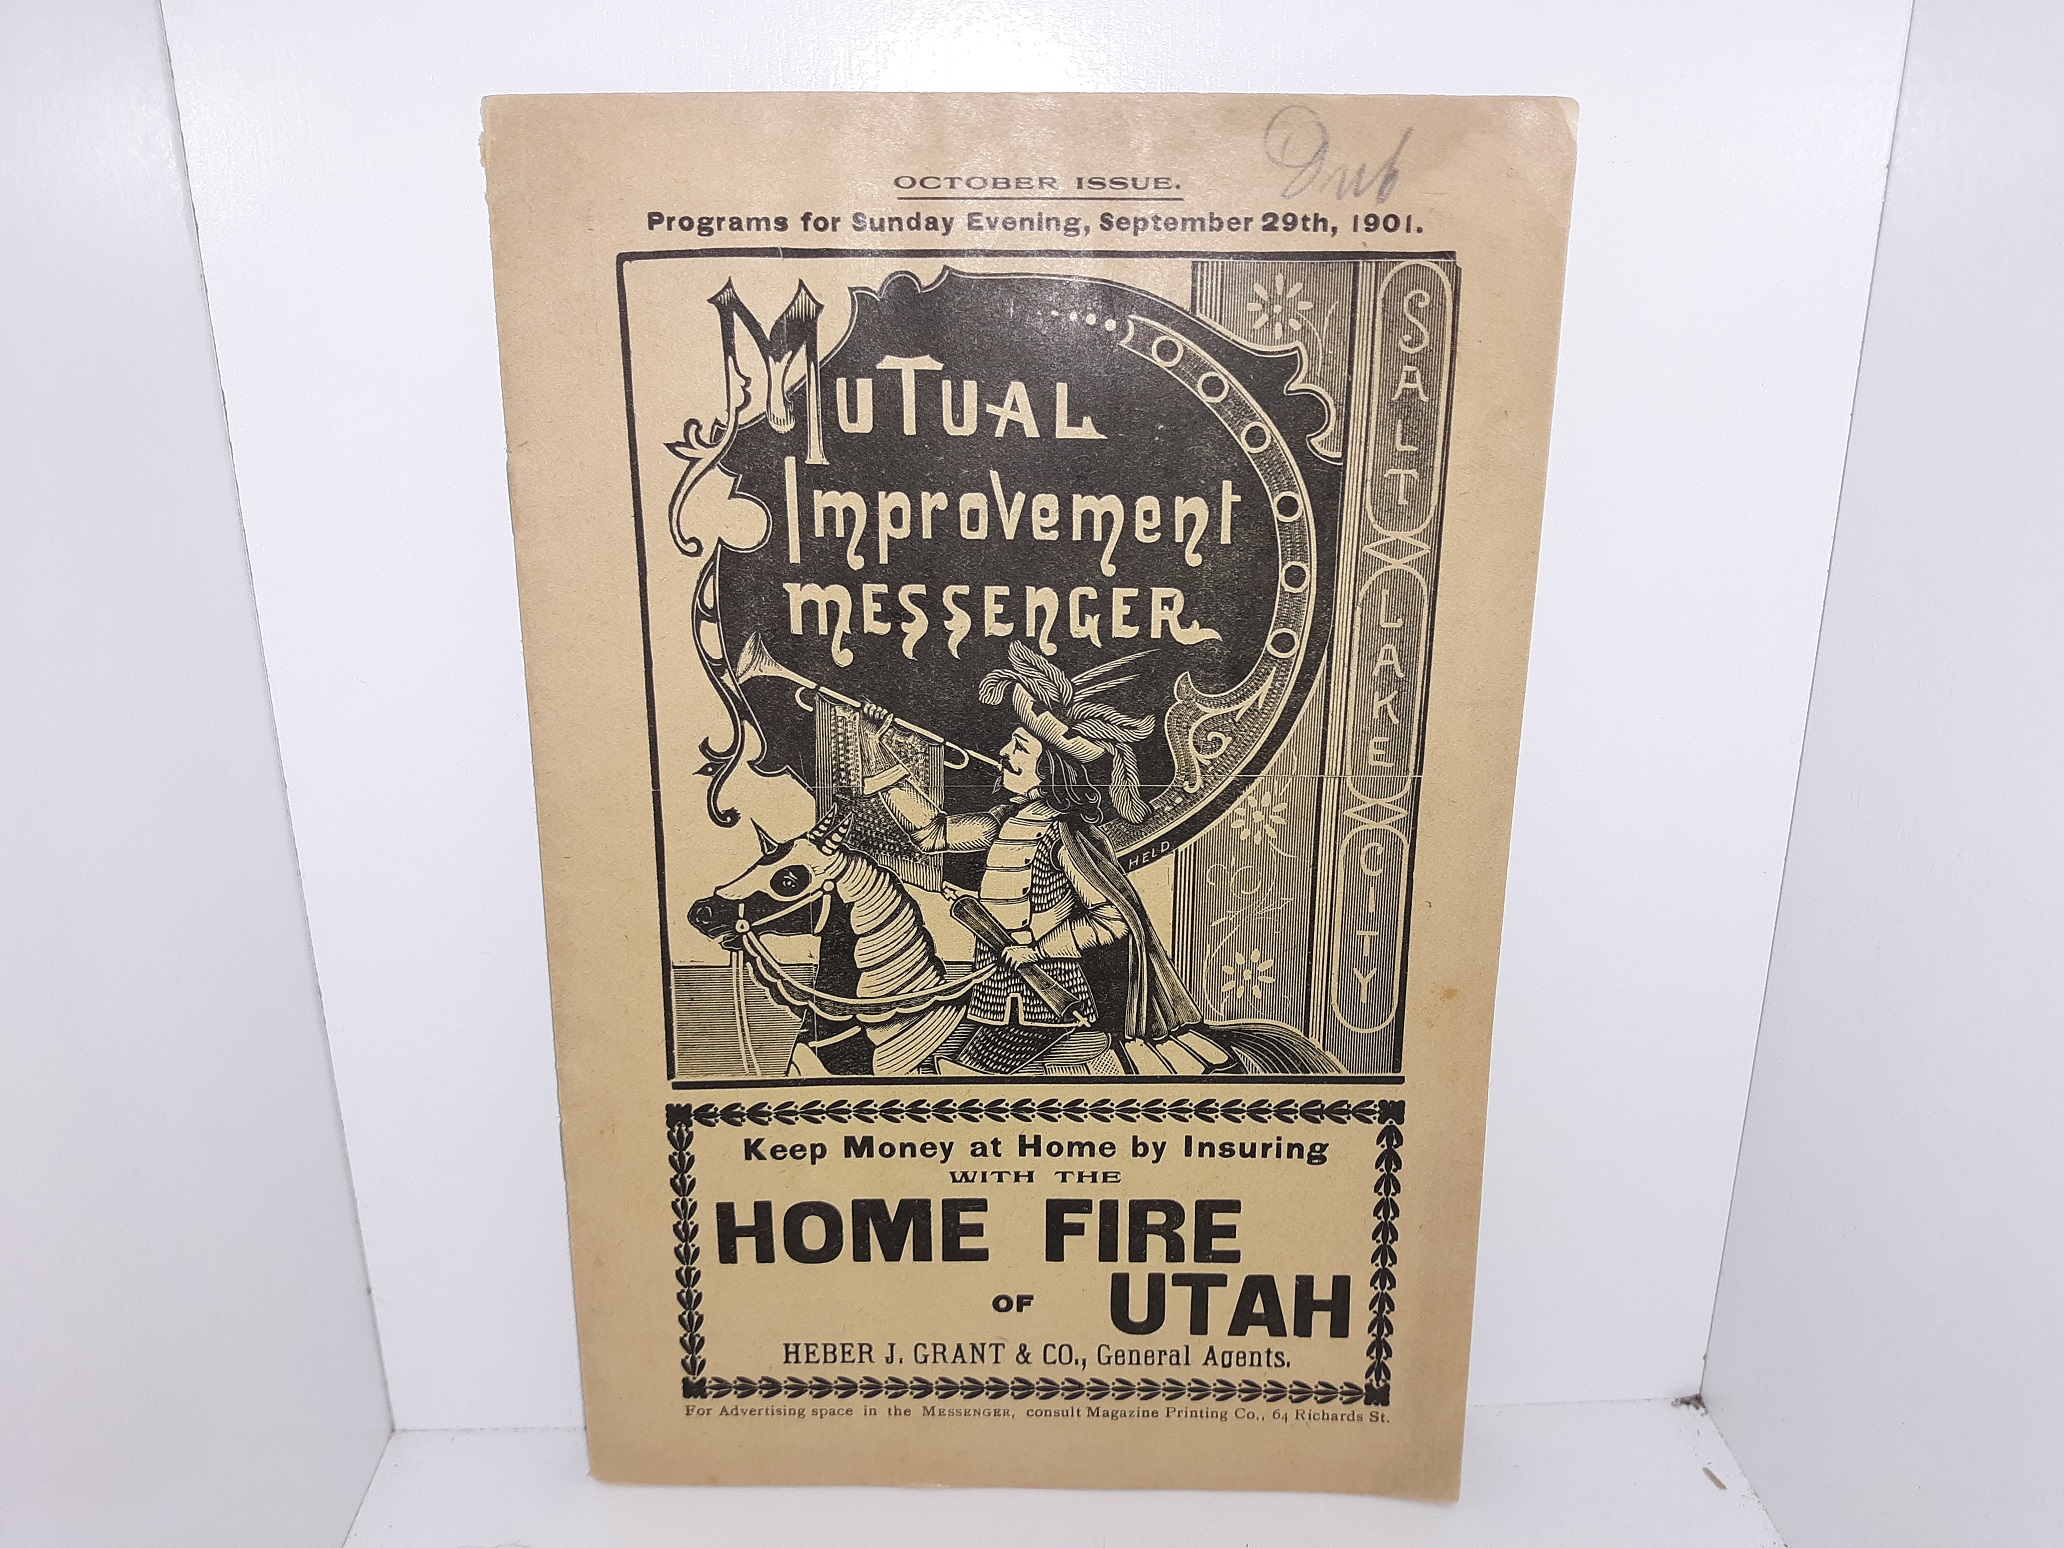 Dub
OCTOBER ISSUE.
Programs for Sunday Evening, September 29th, 1901.
MUTUAL
IMPROVEMENT
MESSENGER
SALT LAKE CITY
HELD
Keep Money at Home by Insuring
WITH THE
HOME FIRE
OF UTAH
HEBER J. GRANT & CO., General Agents.
For Advertising space in the MESSENGER, consult Magazine Printing Co., 64 Richards St.